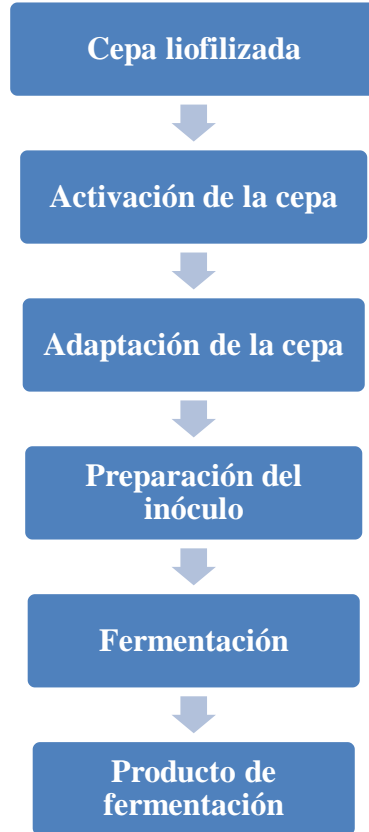 Cepa liofilizada
Activación de la cepa
Adaptación de la cepa
Preparación del
inóculo
Fermentación
Producto de
fermentación